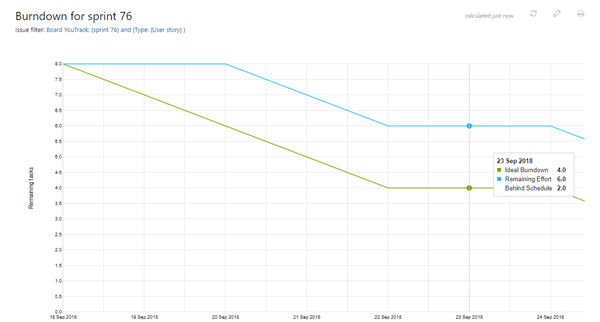 Burndown for sprint 76
calculated just now
Issue filter: Board YouTrack: {sprint 76} and (Type: {User story} )
Remaining tasks
8.0
7.5
7.0
6.5
6.0
5.5
5.0
4.5
4.0
3.5
3.0
2.5
2.0
1.5
1.0
0.5
0.0
23 Sep 2018
Ideal Burndown 4.0
Remaining Effort 6.0
Behind Schedule 2.0
18 Sep 2018 19 Sep 2018 20 Sep 2018 21 Sep 2018 22 Sep 2018 23 Sep 2018 24 Sep 2018